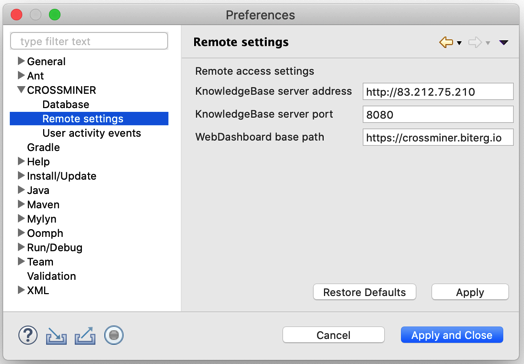 Preferences
type filter text
General
Ant
CROSSMINER
Database
Remote settings
User activity events
Gradle
Help
Install/Update
Java
Maven
Mylyn
Oomph
Run/Debug
Team
Validation
XML
Remote settings
Remote access settings
KnowledgeBase server address http://83.212.75.210
KnowledgeBase server port 8080
WebDashboard base path https://crossminer.biterg.io
Restore Defaults Apply
? Cancel Apply and Close